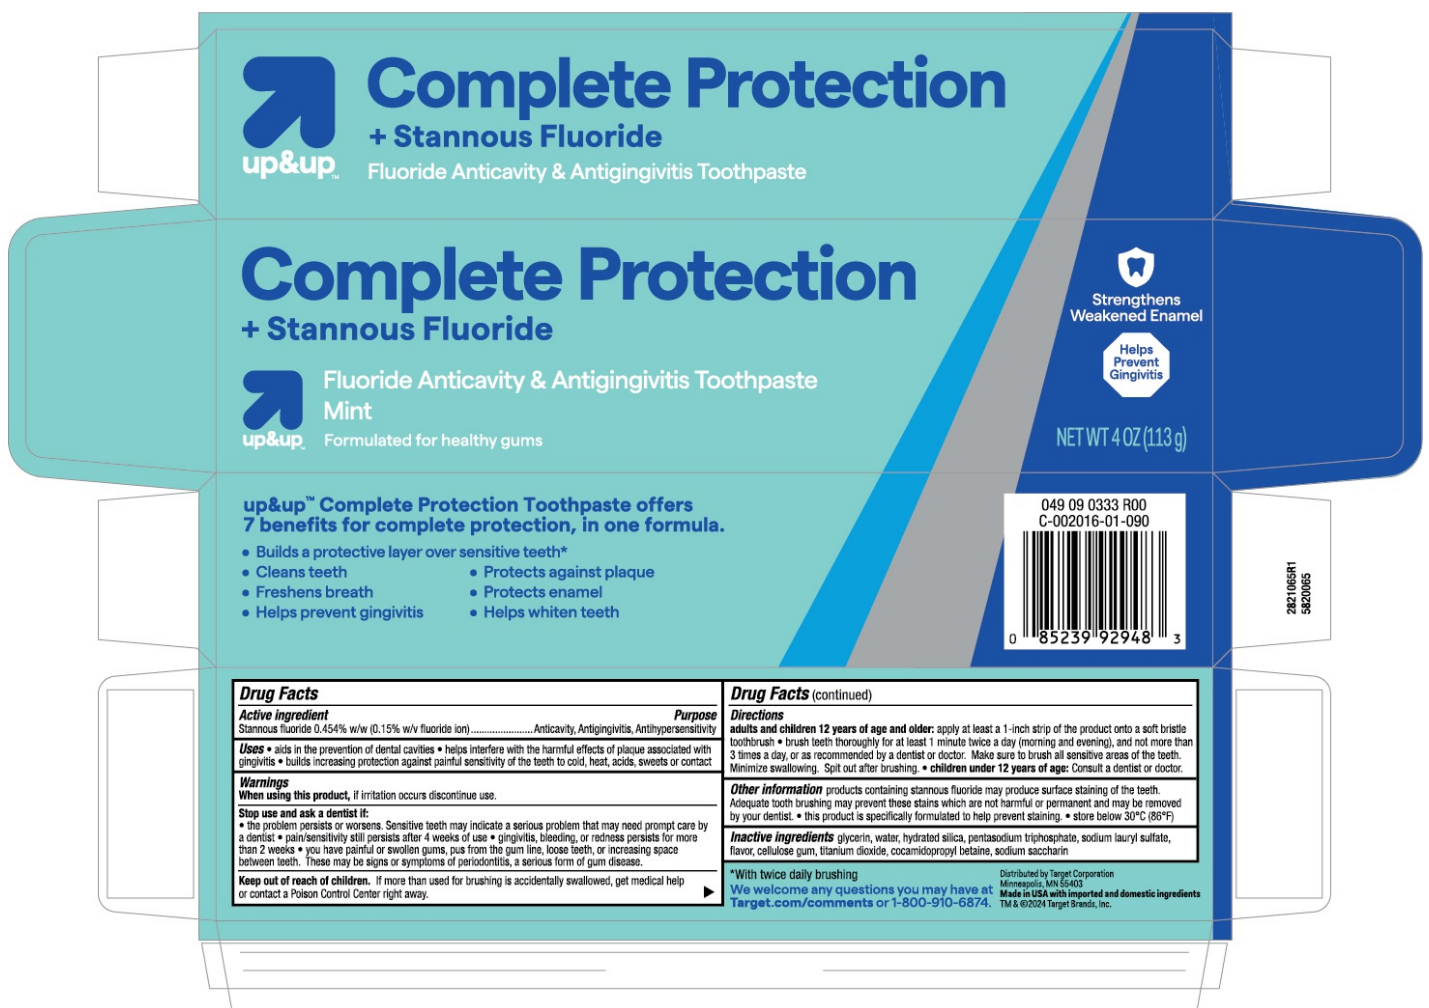 Complete Protection
+ Stannous Fluoride
up&up™
Fluoride Anticavity & Antigingivitis Toothpaste
Complete Protection
+ Stannous Fluoride
Fluoride Anticavity & Antigingivitis Toothpaste
Mint
up&up™
Formulated for healthy gums
Strengthens
Weakened Enamel
Helps
Prevent
Gingivitis
NET WT 4 OZ (113 g)
up&up™ Complete Protection Toothpaste offers
7 benefits for complete protection, in one formula.
• Builds a protective layer over sensitive teeth*
• Cleans teeth
• Freshens breath
• Helps prevent gingivitis
• Protects against plaque
• Protects enamel
• Helps whiten teeth
049 09 0333 R00
C-002016-01-090
0 85239 92948 3
2821065R1
5820065
Drug Facts
Active ingredient Purpose
Stannous fluoride 0.454% w/w (0.15% w/v fluoride ion).......................Anticavity, Antigingivitis, Antihypersensitivity
Uses • aids in the prevention of dental cavities • helps interfere with the harmful effects of plaque associated with
gingivitis • builds increasing protection against painful sensitivity of the teeth to cold, heat, acids, sweets or contact
Warnings
When using this product, if irritation occurs discontinue use.
Stop use and ask a dentist if:
• the problem persists or worsens. Sensitive teeth may indicate a serious problem that may need prompt care by
a dentist • pain/sensitivity still persists after 4 weeks of use • gingivitis, bleeding, or redness persists for more
than 2 weeks • you have painful or swollen gums, pus from the gum line, loose teeth, or increasing space
between teeth. These may be signs or symptoms of periodontitis, a serious form of gum disease.
Keep out of reach of children. If more than used for brushing is accidentally swallowed, get medical help
or contact a Poison Control Center right away.
Drug Facts (continued)
Directions
adults and children 12 years of age and older: apply at least a 1-inch strip of the product onto a soft bristle
toothbrush • brush teeth thoroughly for at least 1 minute twice a day (morning and evening), and not more than
3 times a day, or as recommended by a dentist or doctor. Make sure to brush all sensitive areas of the teeth.
Minimize swallowing. Spit out after brushing. • children under 12 years of age: Consult a dentist or doctor.
Other information products containing stannous fluoride may produce surface staining of the teeth.
Adequate tooth brushing may prevent these stains which are not harmful or permanent and may be removed
by your dentist. • this product is specifically formulated to help prevent staining. • store below 30°C (86°F)
Inactive ingredients glycerin, water, hydrated silica, pentasodium triphosphate, sodium lauryl sulfate,
flavor, cellulose gum, titanium dioxide, cocamidopropyl betaine, sodium saccharin
*With twice daily brushing
We welcome any questions you may have at
Target.com/comments or 1-800-910-6874.
Distributed by Target Corporation
Minneapolis, MN 55403
Made in USA with imported and domestic ingredients
TM & ©2024 Target Brands, Inc.